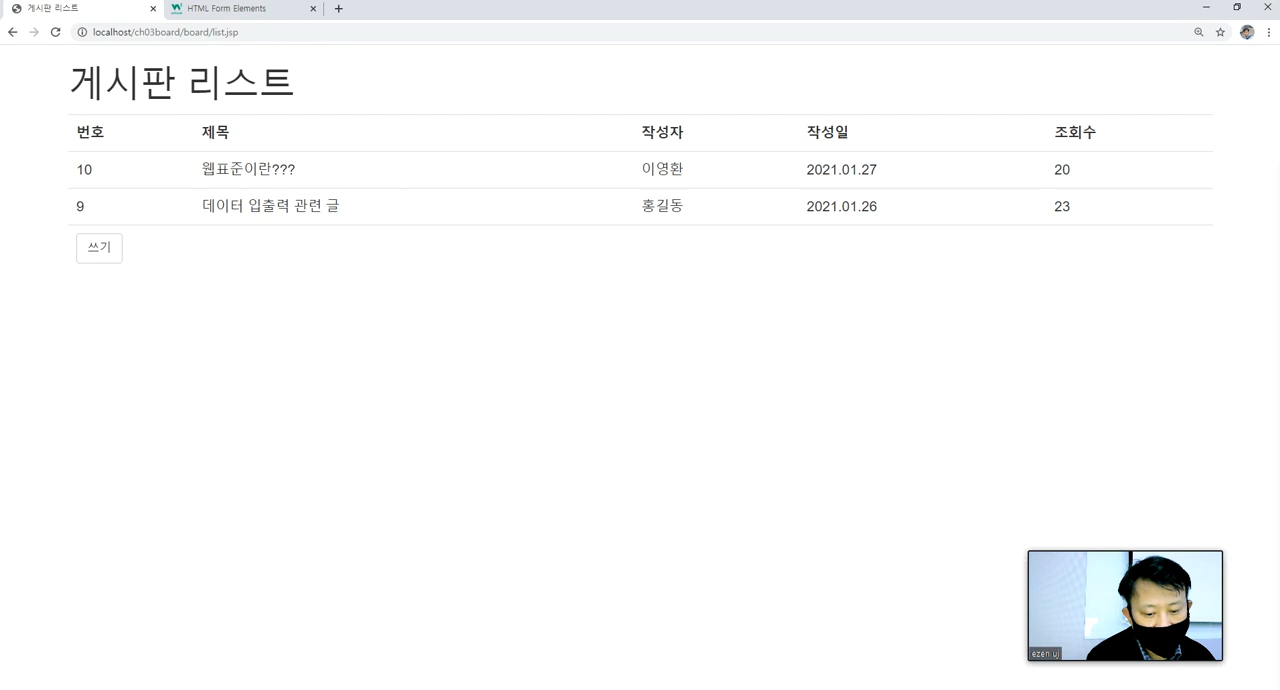 게시판 리스트
HTML Form Elements
localhost/ch03board/board/list.jsp
게시판 리스트
번호 제목 작성자 작성일 조회수
10 웹표준이란??? 이영환 2021.01.27 20
9 데이터 입출력 관련 글 홍길동 2021.01.26 23
쓰기
ezen uj